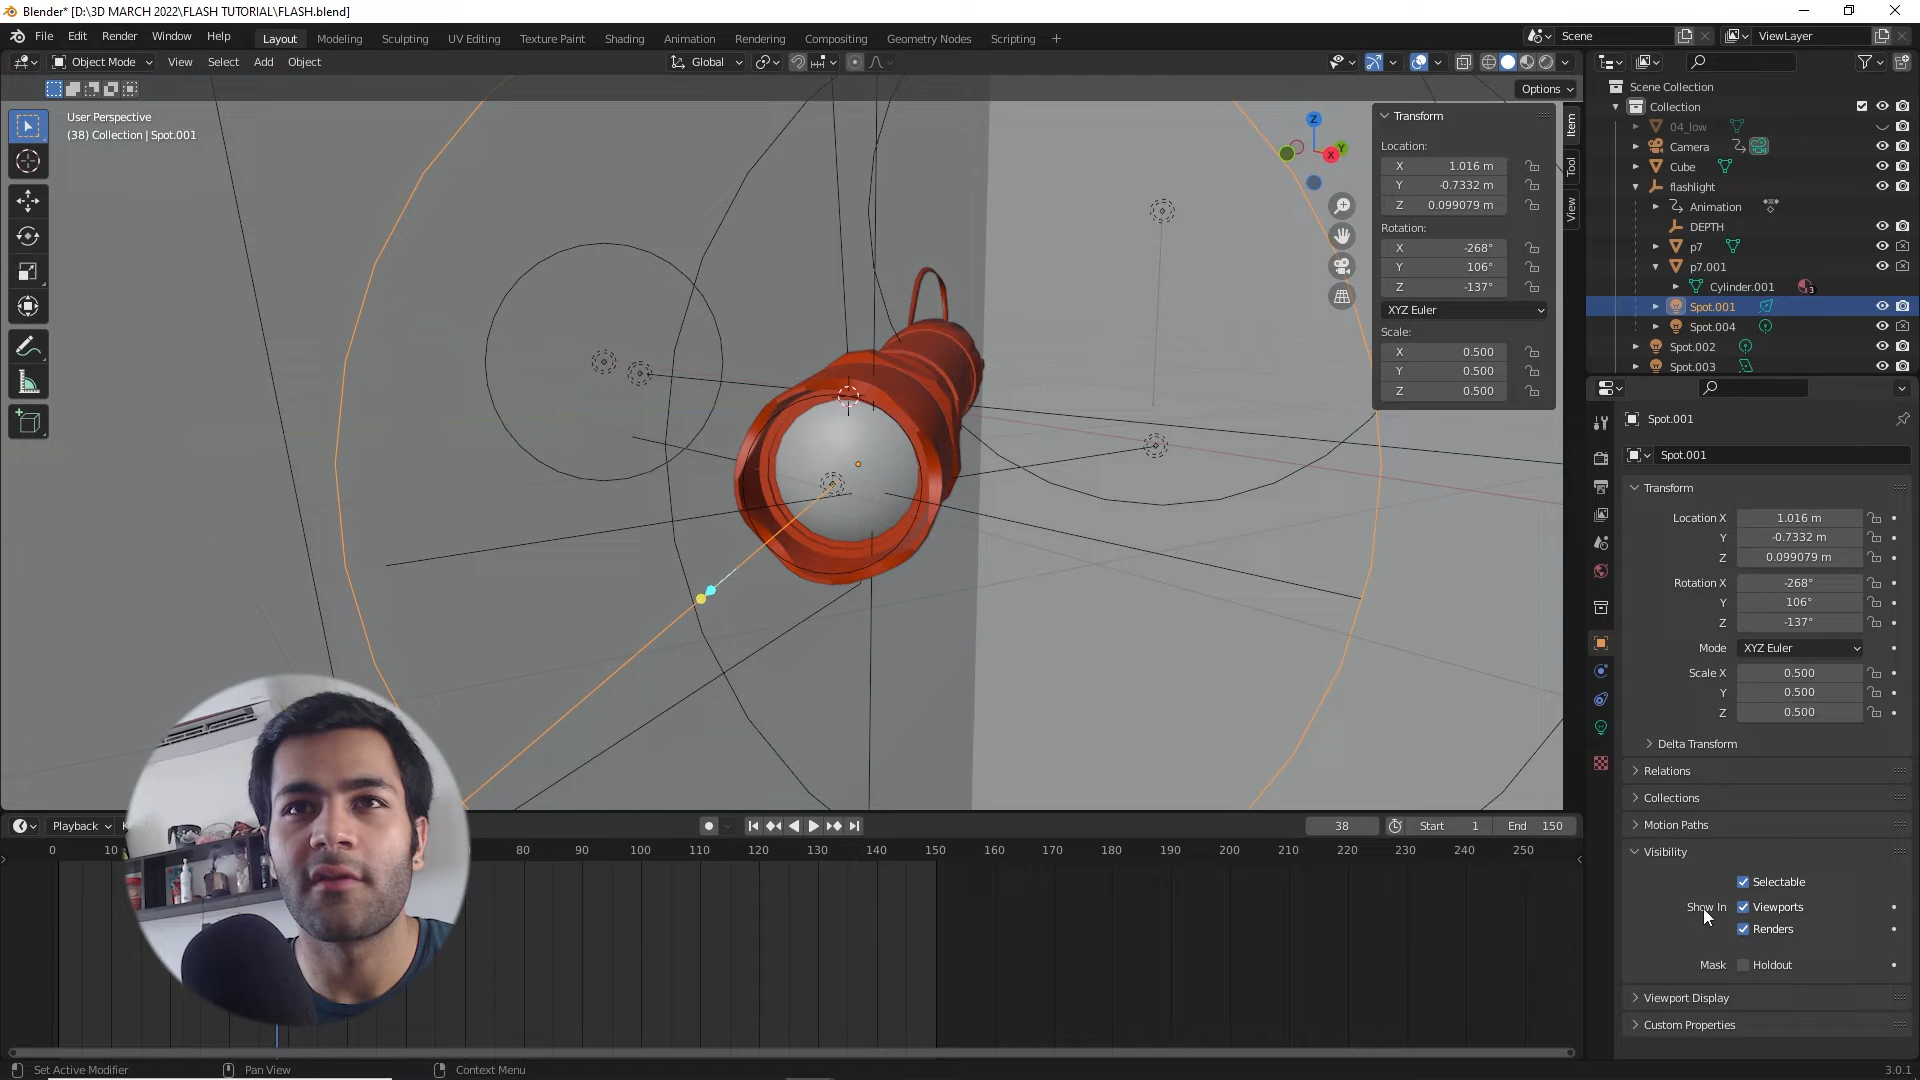 Blender* [D:\3D MARCH 2022\FLASH TUTORIAL\FLASH.blend]
File Edit Render Window Help
Layout Modeling Sculpting UV Editing Texture Paint Shading Animation Rendering Compositing Geometry Nodes Scripting +
Scene
ViewLayer
Object Mode View Select Add Object
Global
Options
User Perspective
(38) Collection | Spot.001
Z
Y
X
Transform
Location:
X 1.016 m
Y -0.7332 m
Z 0.099079 m
Rotation:
X -268°
Y 106°
Z -137°
XYZ Euler
Scale:
X 0.500
Y 0.500
Z 0.500
Item
Tool
View
Scene Collection
Collection
04_low
Camera
Cube
flashlight
Animation
DEPTH
p7
p7.001
Cylinder.001
3
Spot.001
Spot.004
Spot.002
Spot.003
Spot.001
Spot.001
Transform
Location X 1.016 m
Y -0.7332 m
Z 0.099079 m
Rotation X -268°
Y 106°
Z -137°
Mode XYZ Euler
Scale X 0.500
Y 0.500
Z 0.500
Delta Transform
Relations
Collections
Motion Paths
Visibility
Selectable
Show In Viewports
Renders
Mask Holdout
Viewport Display
Custom Properties
Playback
38
Start 1
End 150
0 10 80 90 100 110 120 130 140 150 160 170 180 190 200 210 220 230 240 250
Set Active Modifier
Pan View
Context Menu
3.0.1